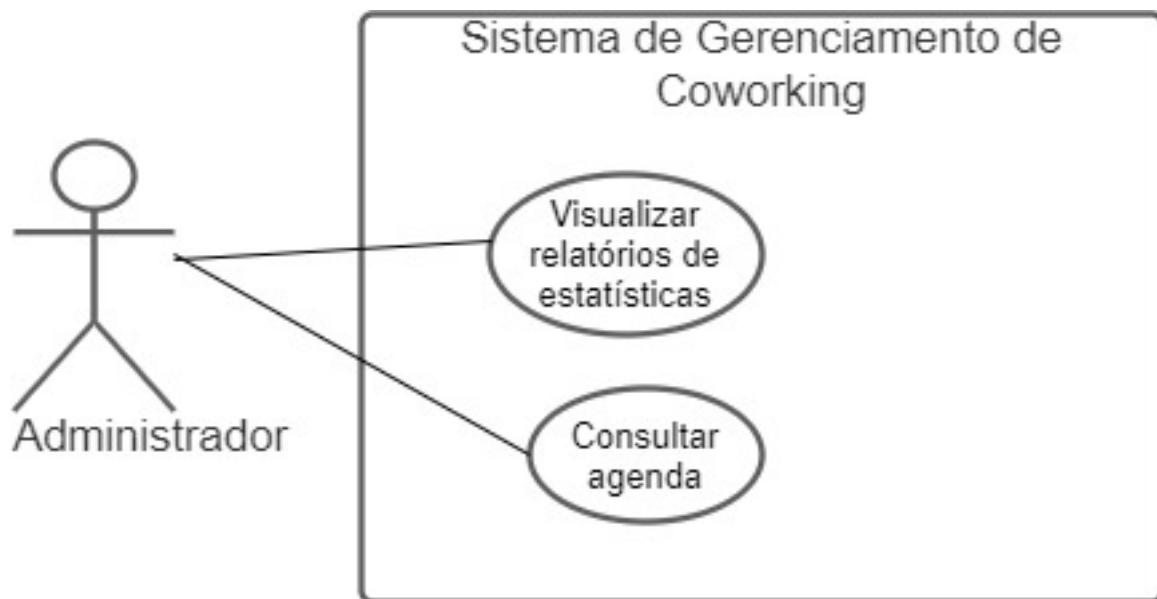 Sistema de Gerenciamento de
Coworking
Visualizar
relatórios de
estatísticas
Administrador
Consultar
agenda